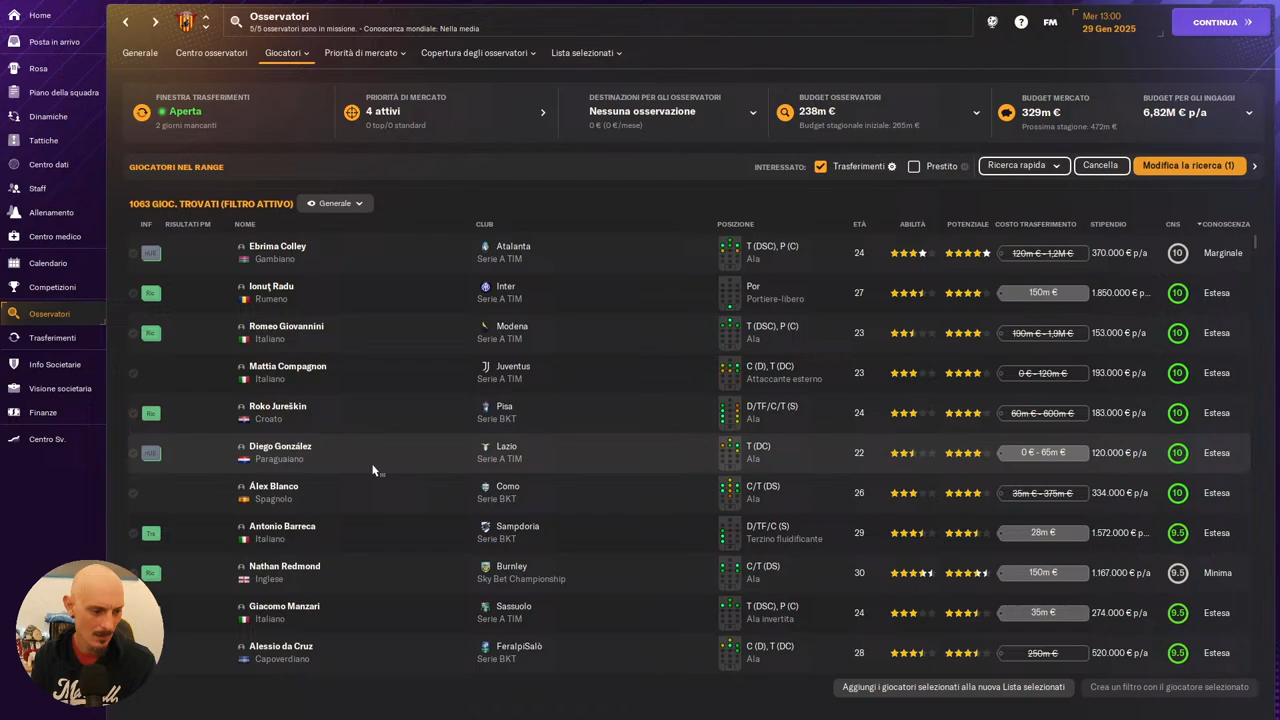 Home
Posta in arrivo
Rosa
Piano della squadra
Dinamiche
Tattiche
Centro dati
Staff
Allenamento
Centro medico
Calendario
Competizioni
Osservatori
Trasferimenti
Info Societarie
Visione societaria
Finanze
Centro Sv.
Osservatori
5/5 osservatori sono in missione. - Conoscenza mondiale: Nella media
FM
Mer 13:00
29 Gen 2025
CONTINUA
Generale Centro osservatori Giocatori Priorità di mercato Copertura degli osservatori Lista selezionati
FINESTRA TRASFERIMENTI
Aperta
2 giorni mancanti
PRIORITÀ DI MERCATO
4 attivi
0 top/0 standard
DESTINAZIONI PER GLI OSSERVATORI
Nessuna osservazione
0 € (0 €/mese)
BUDGET OSSERVATORI
238m €
Budget stagionale iniziale: 265m €
BUDGET MERCATO
329m €
Prossima stagione: 472m €
BUDGET PER GLI INGAGGI
6,82M € p/a
GIOCATORI NEL RANGE
INTERESSATO: Trasferimenti Prestito Ricerca rapida Cancella Modifica la ricerca (1)
1063 GIOC. TROVATI (FILTRO ATTIVO) Generale
INF RISULTATI PM NOME CLUB POSIZIONE ETÀ ABILITÀ POTENZIALE COSTO TRASFERIMENTO STIPENDIO CNS CONOSCENZA
HUE Ebrima Colley Atalanta T (DSC), P (C) 24 120m € - 1,2M € 370.000 € p/a 10 Marginale
Gambiano Serie A TIM Ala
Ric Ionuţ Radu Inter Por 27 150m € 1.850.000 € p... 10 Estesa
Rumeno Serie A TIM Portiere-libero
Ric Romeo Giovannini Modena T (DSC), P (C) 23 190m € - 1,9M € 153.000 € p/a 10 Estesa
Italiano Serie A TIM Ala
Mattia Compagnon Juventus C (D), T (DC) 23 0 € - 120m € 193.000 € p/a 10 Estesa
Italiano Serie A TIM Attaccante esterno
Ric Roko Jureškin Pisa D/TF/C/T (S) 24 60m € - 600m € 183.000 € p/a 10 Estesa
Croato Serie BKT Ala
HUE Diego González Lazio T (DC) 22 0 € - 65m € 120.000 € p/a 10 Estesa
Paraguaiano Serie A TIM Ala
Álex Blanco Como C/T (DS) 26 35m € - 375m € 334.000 € p/a 10 Estesa
Spagnolo Serie BKT Ala
Tra Antonio Barreca Sampdoria D/TF/C (S) 29 28m € 1.572.000 € p... 9.5 Estesa
Italiano Serie BKT Terzino fluidificante
Ric Nathan Redmond Burnley C/T (DS) 30 150m € 1.167.000 € p/a 9.5 Minima
Inglese Sky Bet Championship Ala
Giacomo Manzari Sassuolo T (DSC), P (C) 24 35m € 274.000 € p/a 9.5 Estesa
Italiano Serie A TIM Ala invertita
Alessio da Cruz FeralpiSalò C (D), T (DC) 28 250m € 520.000 € p/a 9.5 Estesa
Capoverdiano Serie BKT Ala
Aggiungi i giocatori selezionati alla nuova Lista selezionati Crea un filtro con il giocatore selezionato